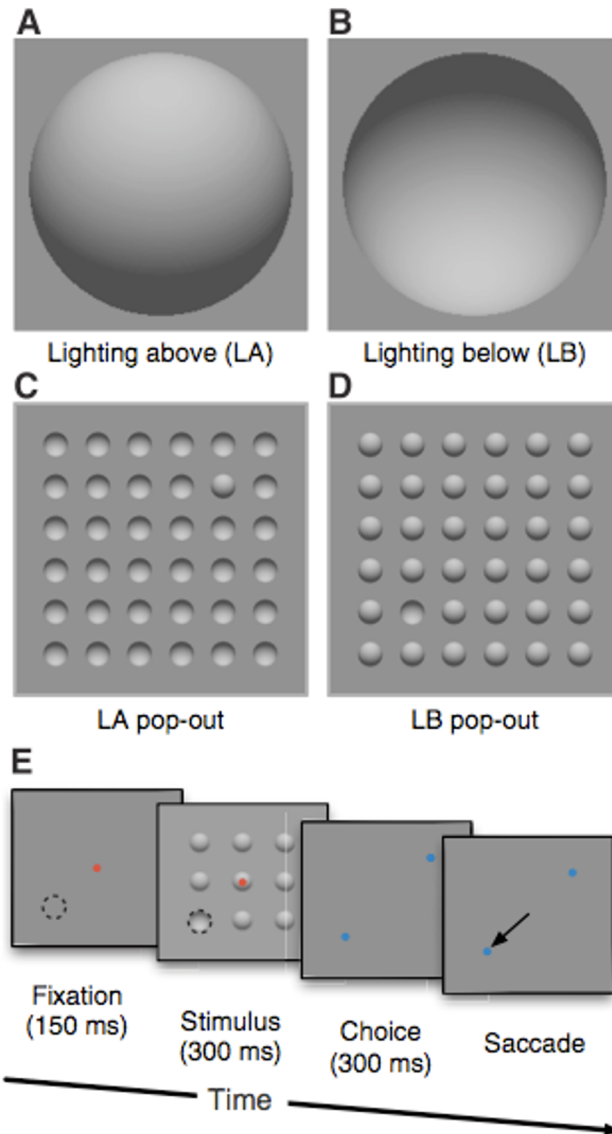 A
B
Lighting above (LA)
Lighting below (LB)
C
D
LA pop-out
LB pop-out
E
Fixation
(150 ms)
Stimulus
(300 ms)
Choice
(300 ms)
Saccade
Time